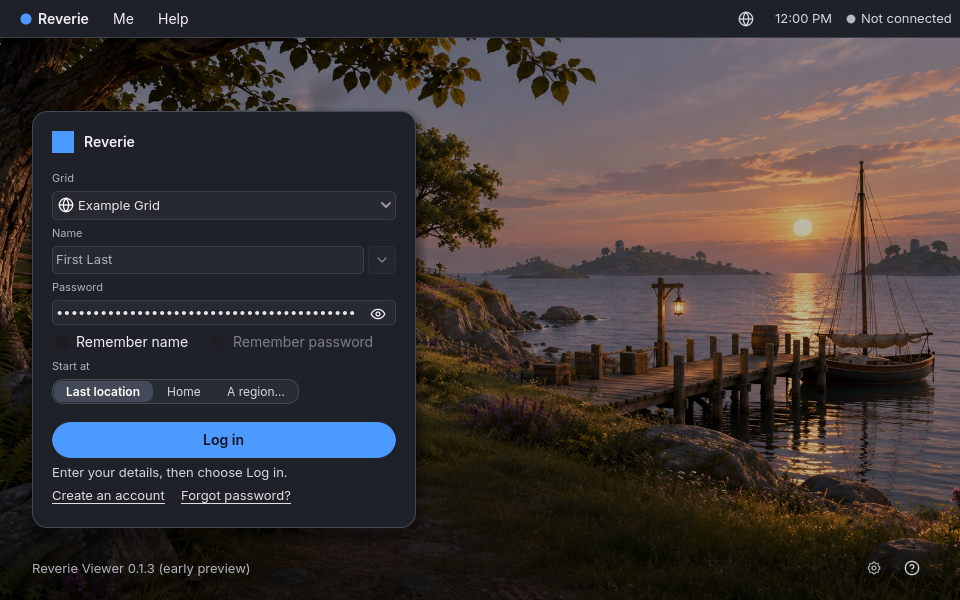 Reverie Me Help 12:00 PM Not connected
Reverie
Grid
Example Grid
Name
First Last
Password
Remember name Remember password
Start at
Last location Home A region...
Log in
Enter your details, then choose Log in.
Create an account Forgot password?
Reverie Viewer 0.1.3 (early preview)